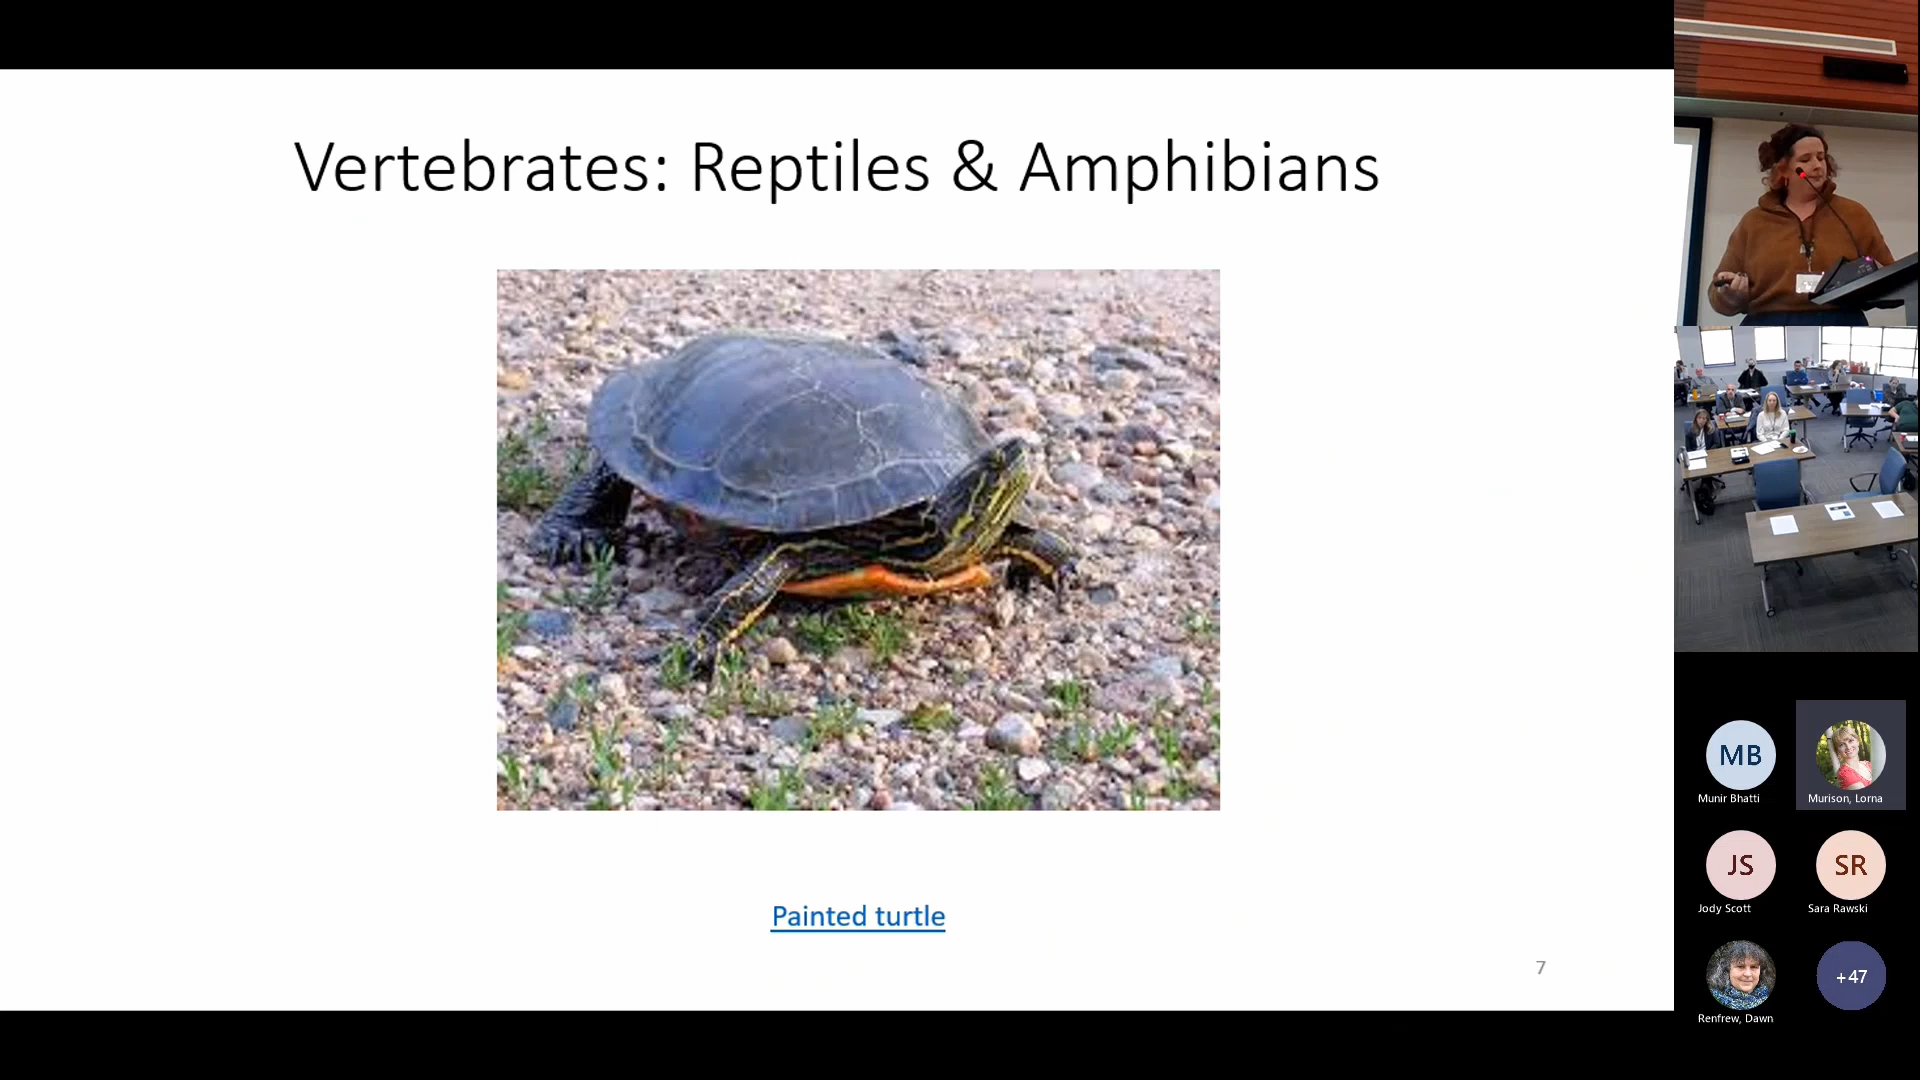 Vertebrates: Reptiles & Amphibians
Painted turtle
7
MB
Munir Bhatti
Murison, Lorna
JS
Jody Scott
SR
Sara Rawski
Renfrew, Dawn
+47